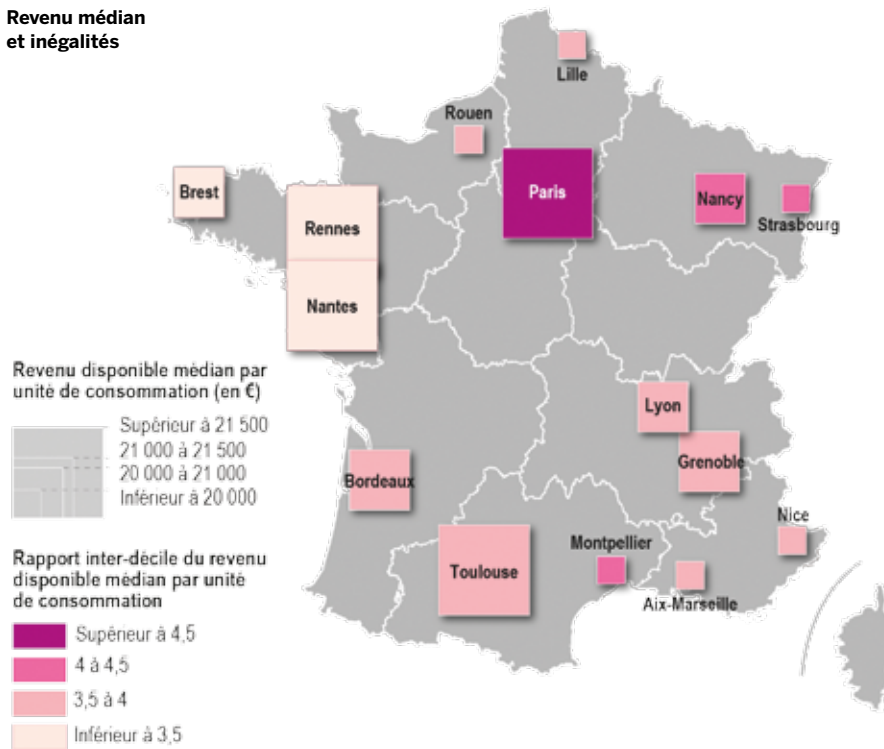 Revenu médian
et inégalités
Lille
Rouen
Paris
Brest
Nancy
Rennes
Strasbourg
Nantes
Revenu disponible médian par
unité de consommation (en €)
Supérieur à 21 500
21 000 à 21 500
20 000 à 21 000
Inférieur à 20 000
Lyon
Grenoble
Bordeaux
Nice
Montpellier
Toulouse
Aix-Marseille
Rapport inter-décile du revenu
disponible médian par unité
de consommation
Supérieur à 4,5
4 à 4,5
3,5 à 4
Inférieur à 3,5